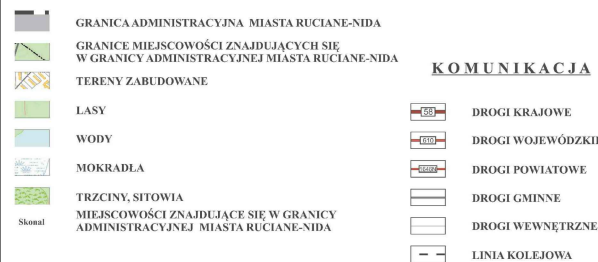 GRANICA ADMINISTRACYJNA MIASTA RUCIANE-NIDA
GRANICE MIEJSCOWOŚCI ZNAJDUJĄCYCH SIĘ
W GRANICY ADMINISTRACYJNEJ MIASTA RUCIANE-NIDA
TERENY ZABUDOWANE
LASY
WODY
MOKRADŁA
TRZCINY, SITOWIA
Skonal
MIEJSCOWOŚCI ZNAJDUJĄCE SIĘ W GRANICY
ADMINISTRACYJNEJ MIASTA RUCIANE-NIDA
KOMUNIKACJA
58 DROGI KRAJOWE
610 DROGI WOJEWÓDZKIE
DROGI POWIATOWE
DROGI GMINNE
DROGI WEWNĘTRZNE
LINIA KOLEJOWA